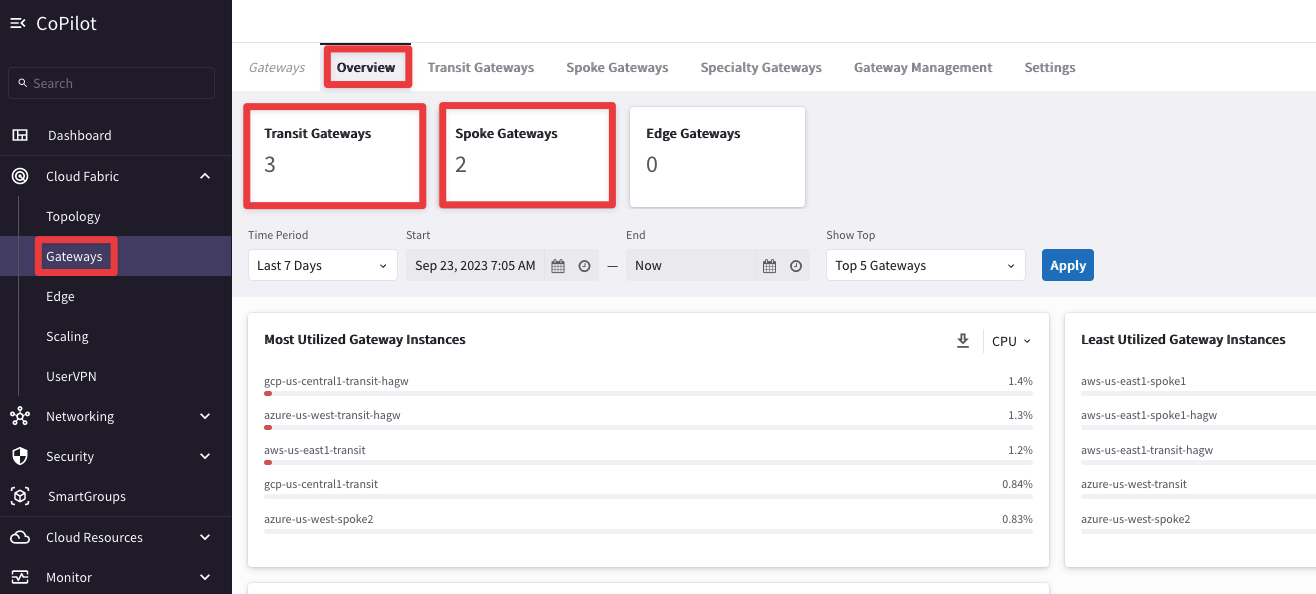 CoPilot
Search
Dashboard
Cloud Fabric
Topology
Gateways
Edge
Scaling
UserVPN
Networking
Security
SmartGroups
Cloud Resources
Monitor
Gateways Overview Transit Gateways Spoke Gateways Specialty Gateways Gateway Management Settings
Transit Gateways
3
Spoke Gateways
2
Edge Gateways
0
Time Period Start End Show Top
Last 7 Days Sep 23, 2023 7:05 AM — Now Top 5 Gateways Apply
Most Utilized Gateway Instances CPU
gcp-us-central1-transit-hagw 1.4%
azure-us-west-transit-hagw 1.3%
aws-us-east1-transit 1.2%
gcp-us-central1-transit 0.84%
azure-us-west-spoke2 0.83%
Least Utilized Gateway Instances
aws-us-east1-spoke1
aws-us-east1-spoke1-hagw
aws-us-east1-transit-hagw
azure-us-west-transit
azure-us-west-spoke2